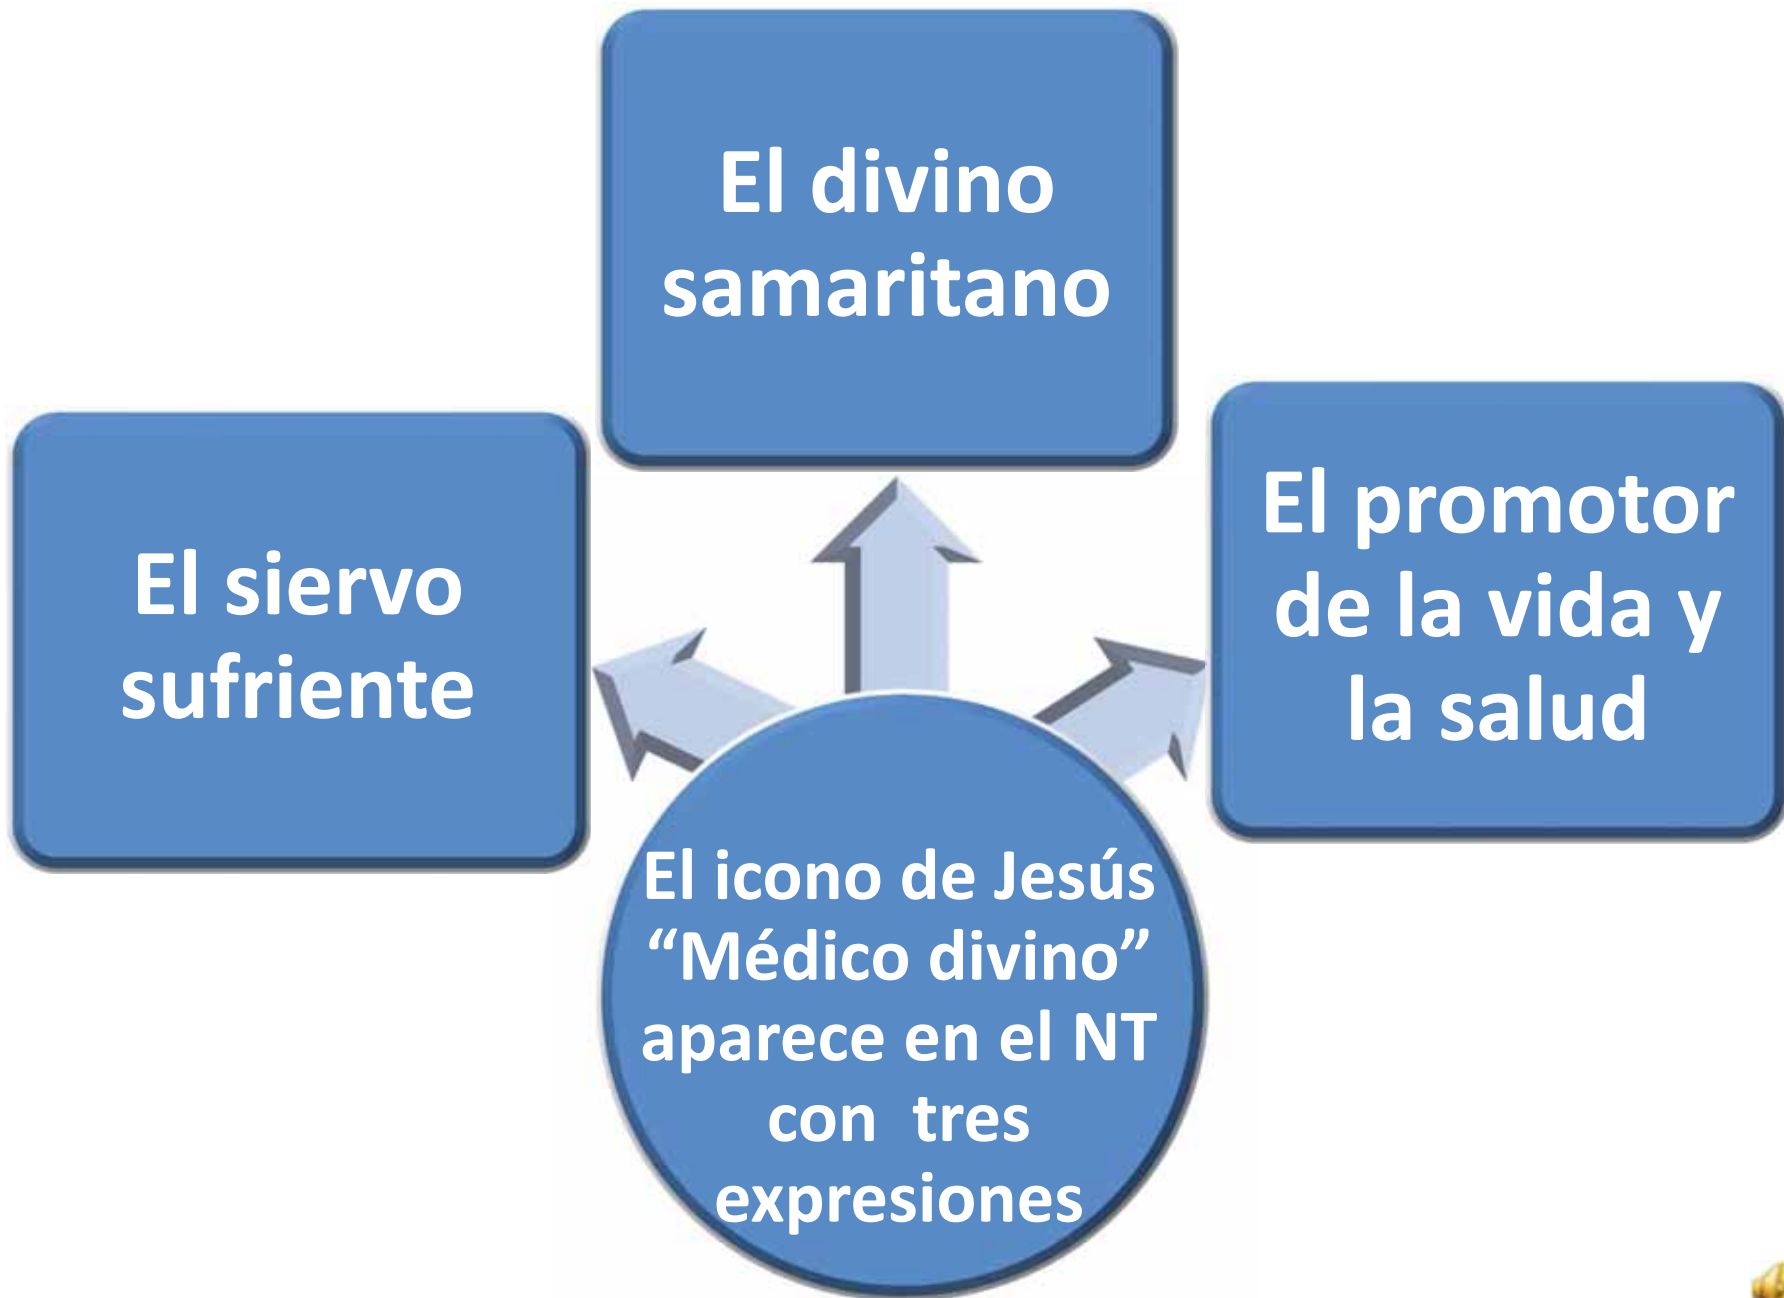 El divino
samaritano
El siervo
sufriente
El promotor
de la vida y
la salud
El icono de Jesús
“Médico divino”
aparece en el NT
con  tres
expresiones